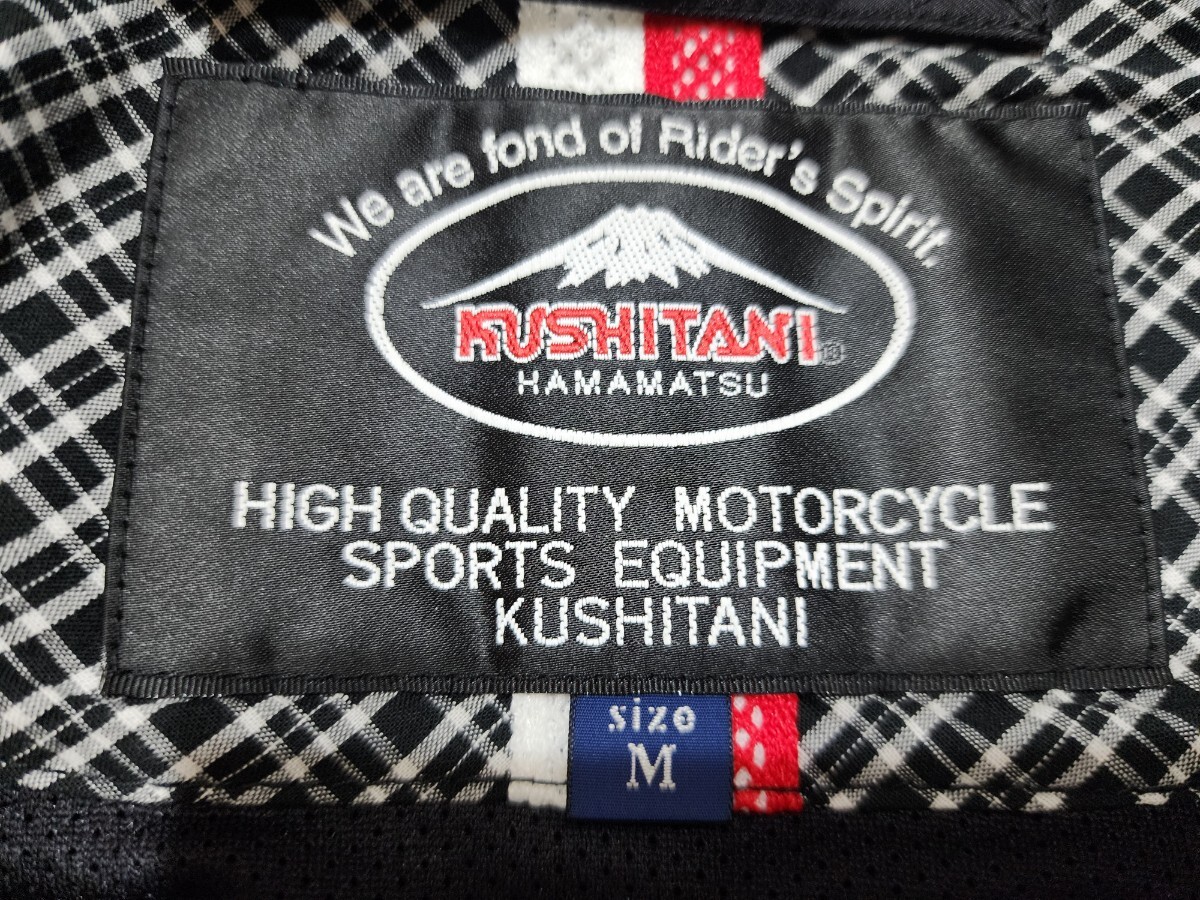 We are fond of Rider's Spirit.
KUSHITANI®
HAMAMATSU
HIGH QUALITY MOTORCYCLE
SPORTS EQUIPMENT
KUSHITANI
size
M